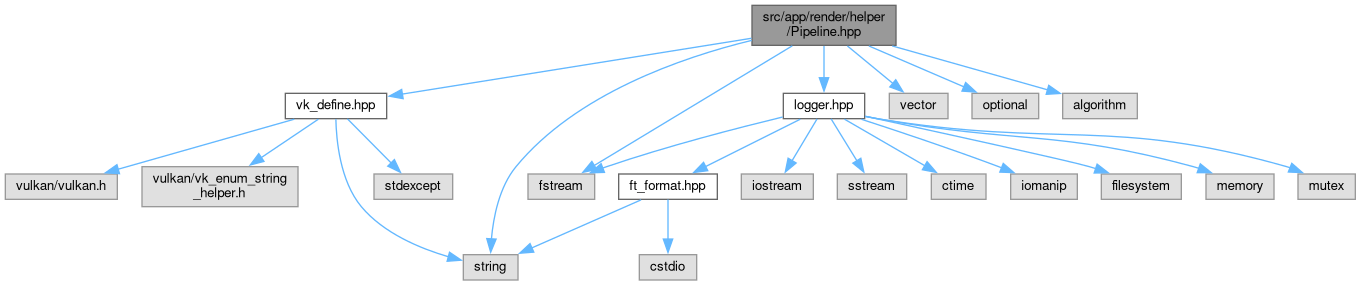 src/app/render/helper
/Pipeline.hpp
vk_define.hpp
logger.hpp
vector
optional
algorithm
vulkan/vulkan.h
vulkan/vk_enum_string
_helper.h
stdexcept
fstream
ft_format.hpp
iostream
sstream
ctime
iomanip
filesystem
memory
mutex
string
cstdio